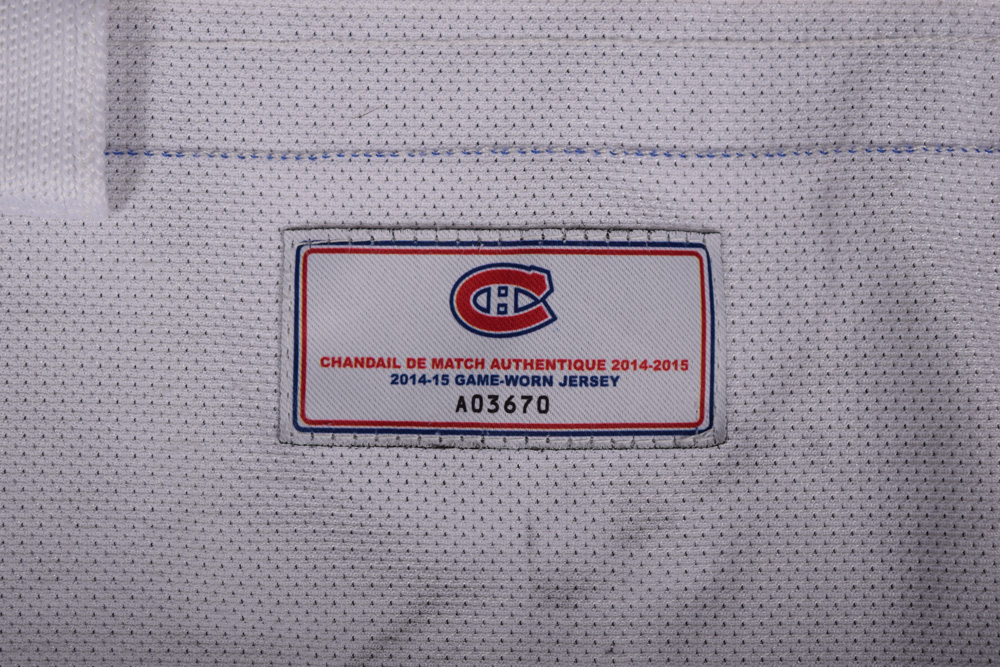 CHANDAIL DE MATCH AUTHENTIQUE 2014-2015
2014-15 GAME-WORN JERSEY
A03670